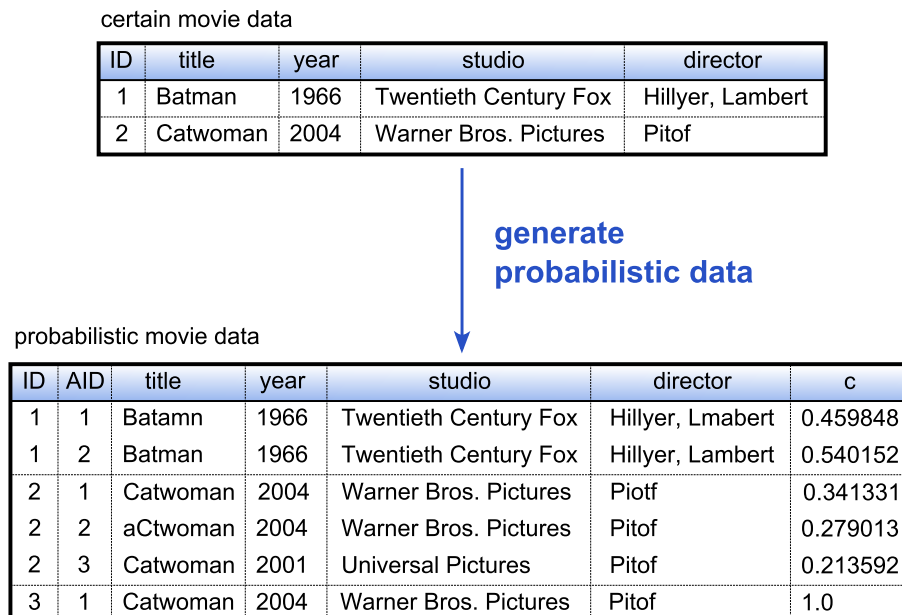 certain movie data
ID title year studio director
1 Batman 1966 Twentieth Century Fox Hillyer, Lambert
2 Catwoman 2004 Warner Bros. Pictures Pitof
generate
probabilistic data
probabilistic movie data
ID AID title year studio director c
1 1 Batamn 1966 Twentieth Century Fox Hillyer, Lmabert 0.459848
1 2 Batman 1966 Twentieth Century Fox Hillyer, Lambert 0.540152
2 1 Catwoman 2004 Warner Bros. Pictures Piotf 0.341331
2 2 aCtwoman 2004 Warner Bros. Pictures Pitof 0.279013
2 3 Catwoman 2001 Universal Pictures Pitof 0.213592
3 1 Catwoman 2004 Warner Bros. Pictures Pitof 1.0